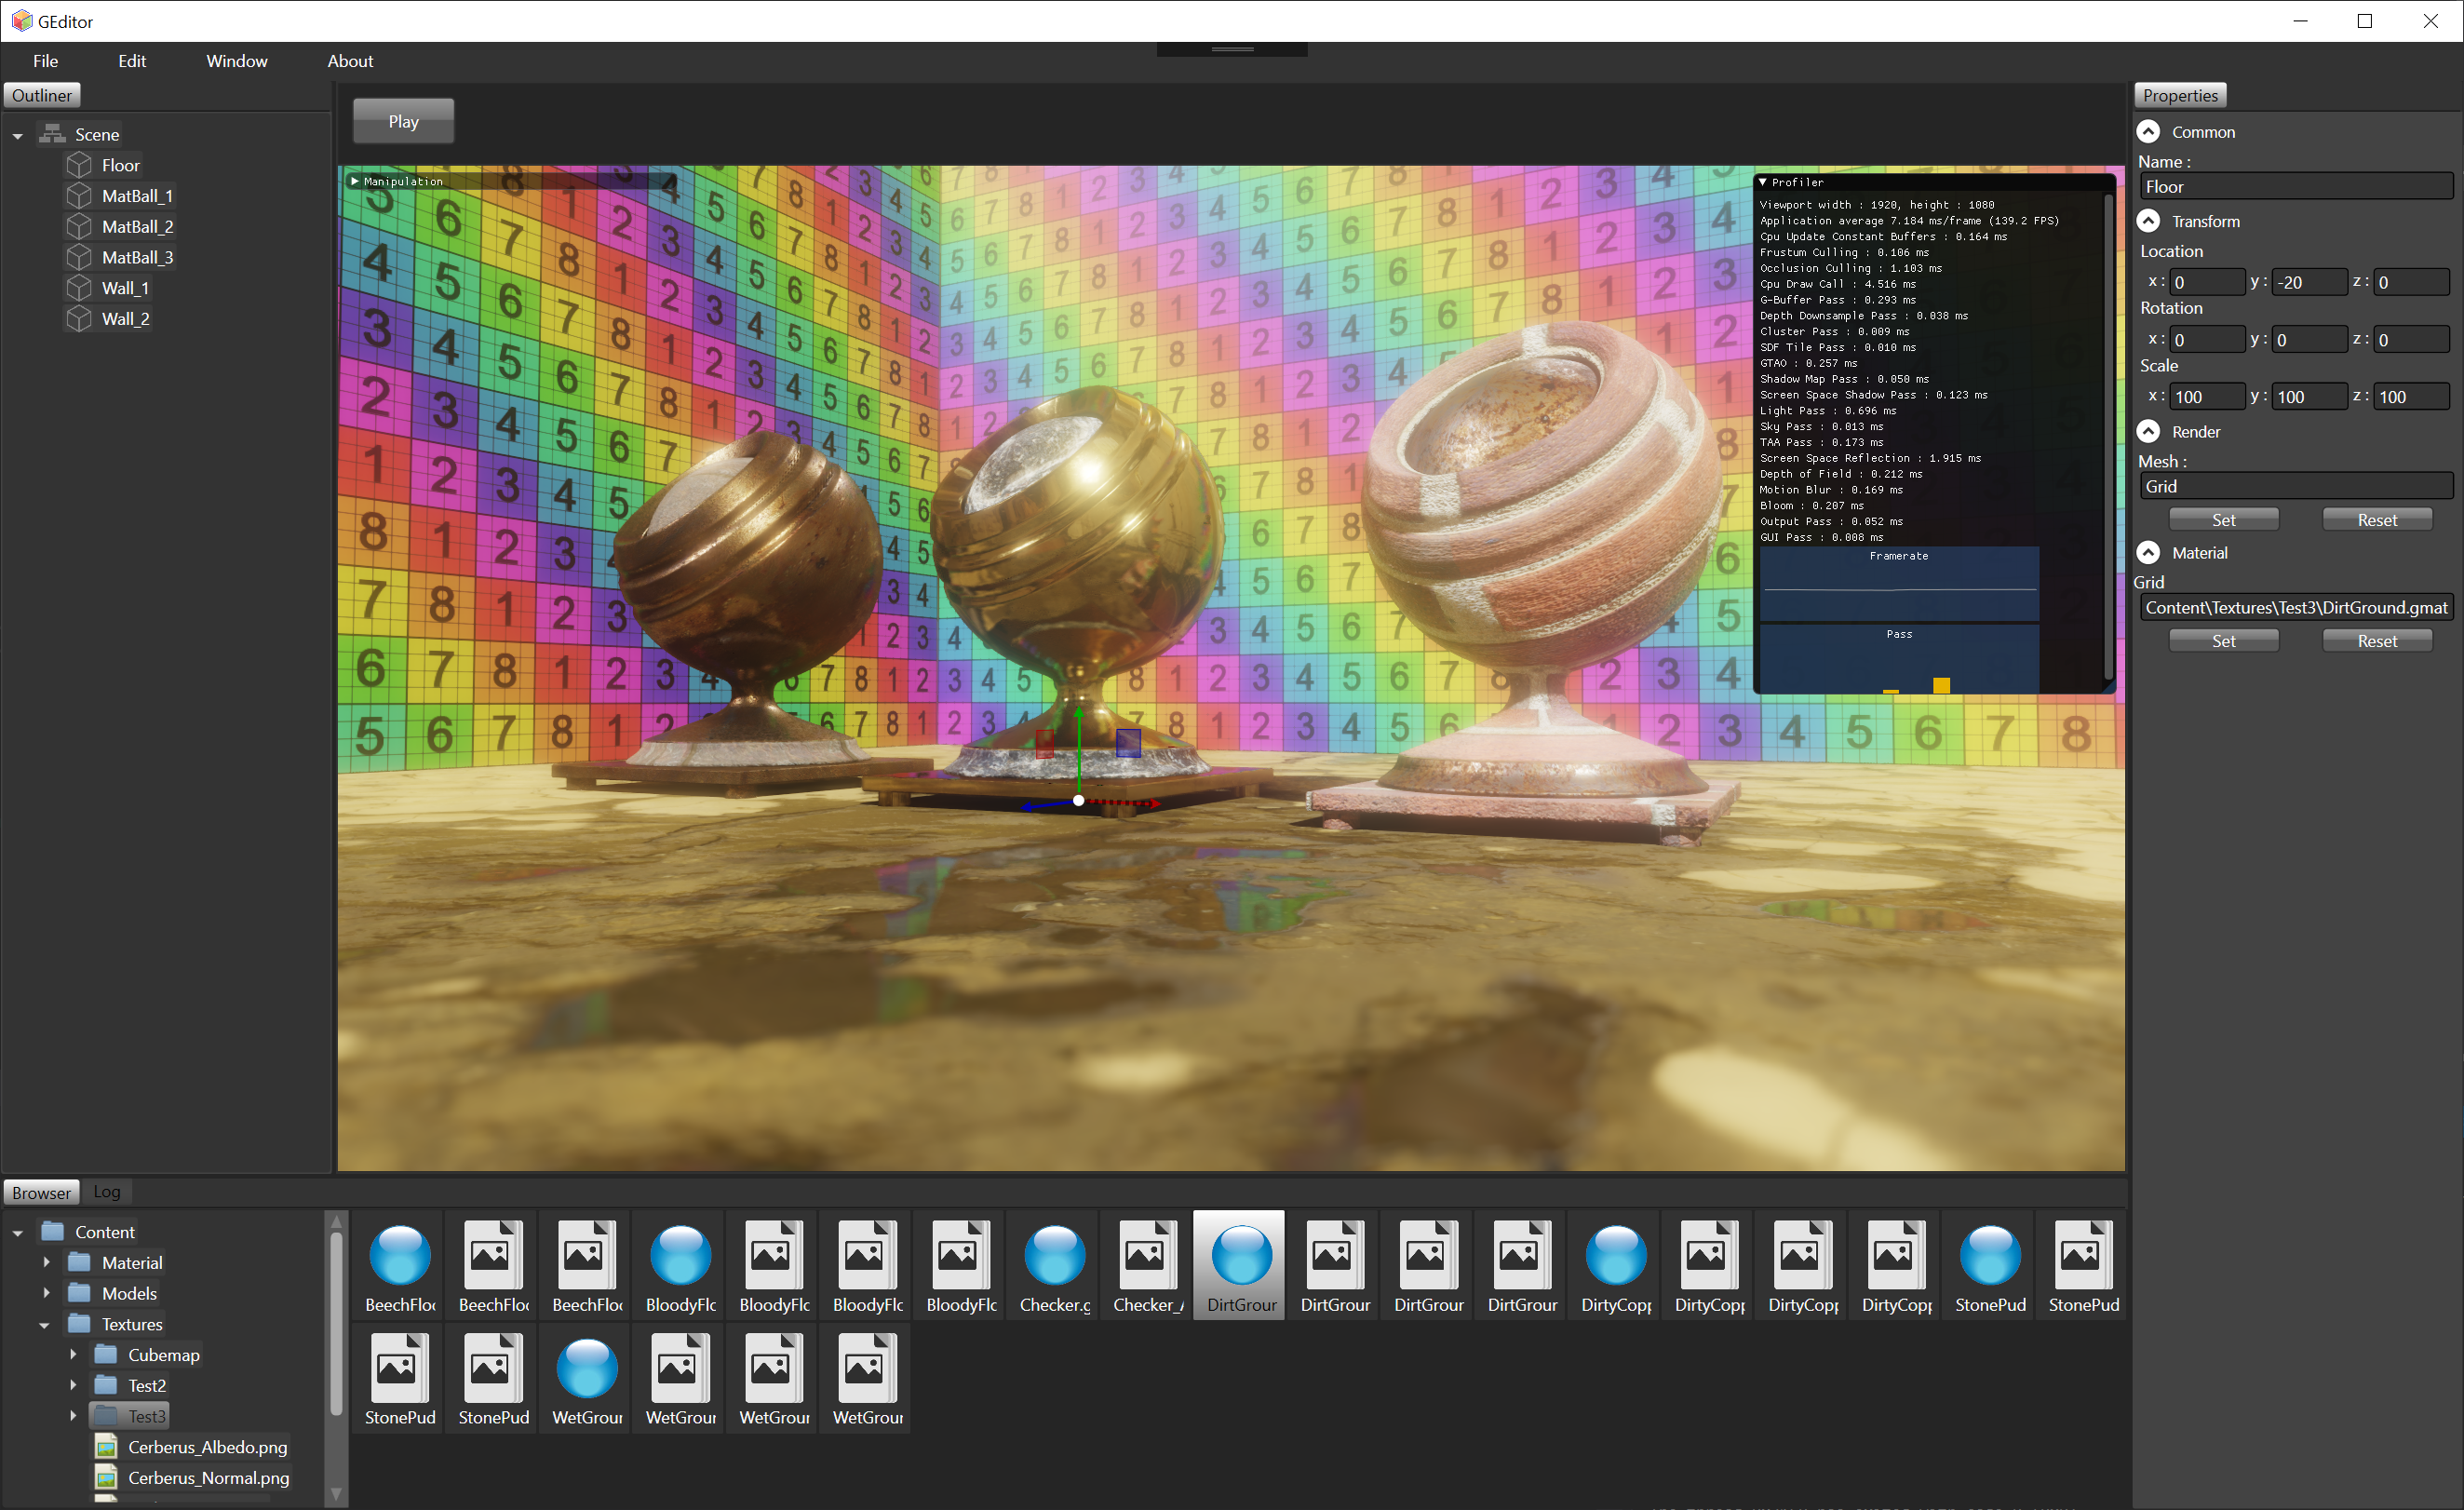 GEditor
File Edit Window About
Outliner
Scene
Floor
MatBall_1
MatBall_2
MatBall_3
Wall_1
Wall_2
Play
Manipulation
Profiler
Viewport width : 1920, height : 1080
Application average 7.184 ms/frame (139.2 FPS)
Cpu Update Constant Buffers : 0.164 ms
Frustum Culling : 0.106 ms
Occlusion Culling : 1.103 ms
Cpu Draw Call : 4.516 ms
G-Buffer Pass : 0.293 ms
Depth Downsample Pass : 0.038 ms
Cluster Pass : 0.009 ms
SDF Tile Pass : 0.010 ms
GTAO : 0.257 ms
Shadow Map Pass : 0.050 ms
Screen Space Shadow Pass : 0.123 ms
Light Pass : 0.696 ms
Sky Pass : 0.013 ms
TAA Pass : 0.173 ms
Screen Space Reflection : 1.915 ms
Depth of Field : 0.212 ms
Motion Blur : 0.169 ms
Bloom : 0.207 ms
Output Pass : 0.052 ms
GUI Pass : 0.008 ms
Framerate
Pass
Properties
Common
Name :
Floor
Transform
Location
x : 0 y : -20 z : 0
Rotation
x : 0 y : 0 z : 0
Scale
x : 100 y : 100 z : 100
Render
Mesh :
Grid
Set Reset
Material
Grid
Content\Textures\Test3\DirtGround.gmat
Set Reset
Browser Log
Content
Material
Models
Textures
Cubemap
Test2
Test3
Cerberus_Albedo.png
Cerberus_Normal.png
BeechFloo BeechFloo BeechFloo BloodyFlo BloodyFlo BloodyFlo BloodyFlo Checker.g Checker_A DirtGrour DirtGrour DirtGrour DirtGrour DirtyCopp DirtyCopp DirtyCopp DirtyCopp StonePud StonePud
StonePud StonePud WetGrour WetGrour WetGrour WetGrour